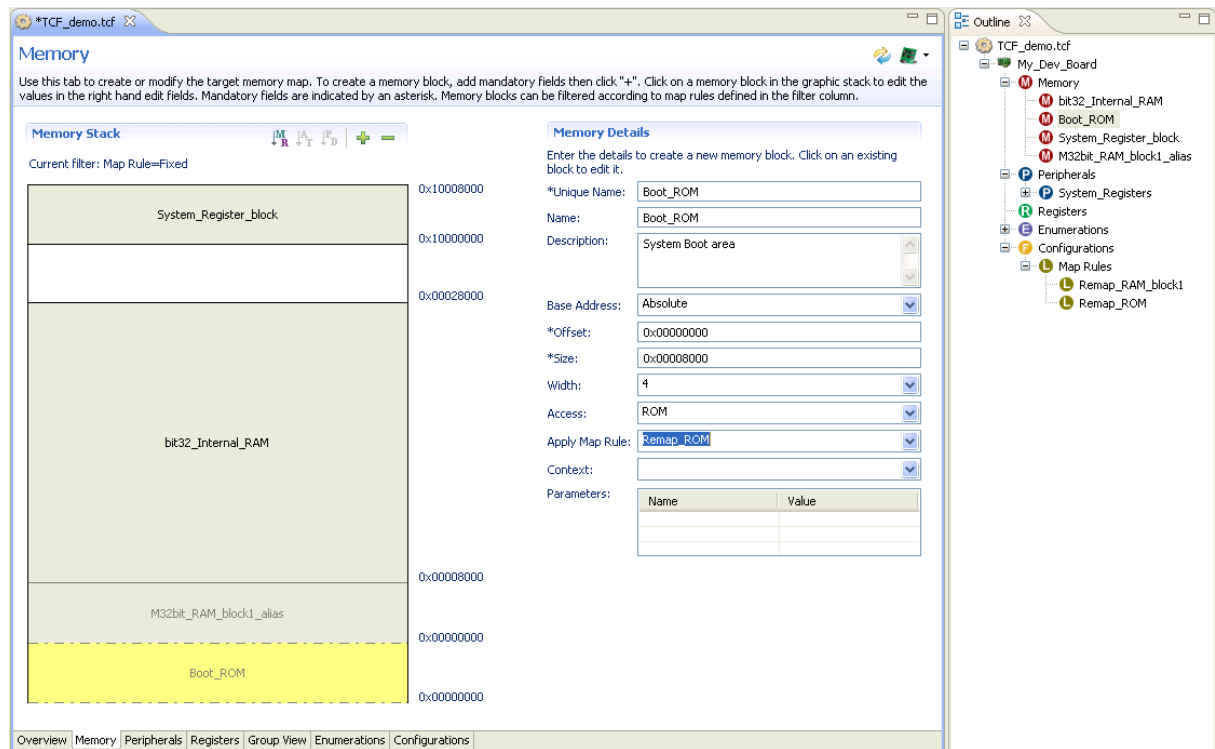 *TCF_demo.tcf
Memory
Use this tab to create or modify the target memory map. To create a memory block, add mandatory fields then click "+". Click on a memory block in the graphic stack to edit the
values in the right hand edit fields. Mandatory fields are indicated by an asterisk. Memory blocks can be filtered according to map rules defined in the filter column.
Memory Stack
M R A T P D
Current filter: Map Rule=Fixed
0x10008000
System_Register_block
0x10000000
0x00028000
bit32_Internal_RAM
0x00008000
M32bit_RAM_block1_alias
0x00000000
Boot_ROM
0x00000000
Memory Details
Enter the details to create a new memory block. Click on an existing
block to edit it.
*Unique Name: Boot_ROM
Name: Boot_ROM
Description: System Boot area
Base Address: Absolute
*Offset: 0x00000000
*Size: 0x00008000
Width: 4
Access: ROM
Apply Map Rule: Remap_ROM
Context:
Parameters:
Name Value
Overview Memory Peripherals Registers Group View Enumerations Configurations
Outline
TCF_demo.tcf
My_Dev_Board
M Memory
M bit32_Internal_RAM
M Boot_ROM
M System_Register_block
M M32bit_RAM_block1_alias
P Peripherals
P System_Registers
R Registers
E Enumerations
F Configurations
L Map Rules
L Remap_RAM_block1
L Remap_ROM